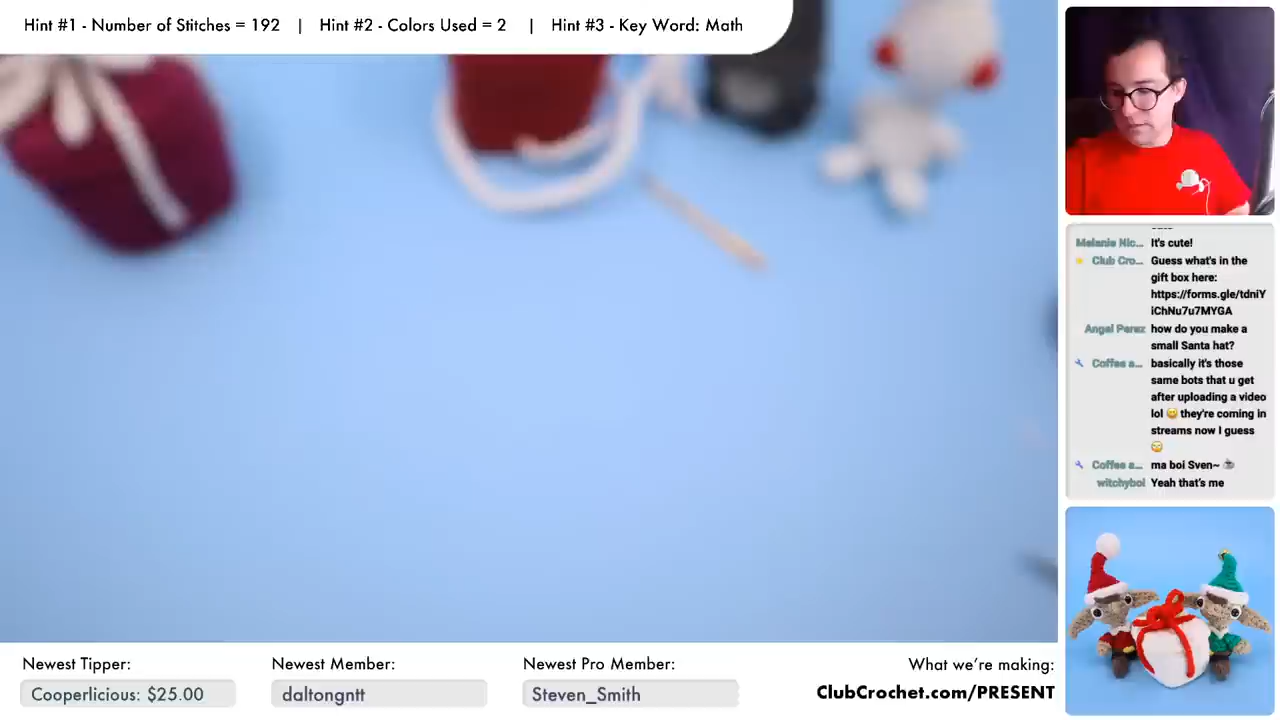 Hint #1 - Number of Stitches = 192 | Hint #2 - Colors Used = 2 | Hint #3 - Key Word: Math
Melanie Nic... It's cute!
Club Cro... Guess what's in the
gift box here:
https://forms.gle/tdniY
iChNu7u7MYGA
Angel Perez how do you make a
small Santa hat?
Coffee a... basically it's those
same bots that u get
after uploading a video
lol 😄 they're coming in
streams now I guess
😅
Coffee a... ma boi Sven~ ☕
witchyboi Yeah that's me
Newest Tipper:
Cooperlicious: $25.00
Newest Member:
daltongntt
Newest Pro Member:
Steven_Smith
What we're making:
ClubCrochet.com/PRESENT